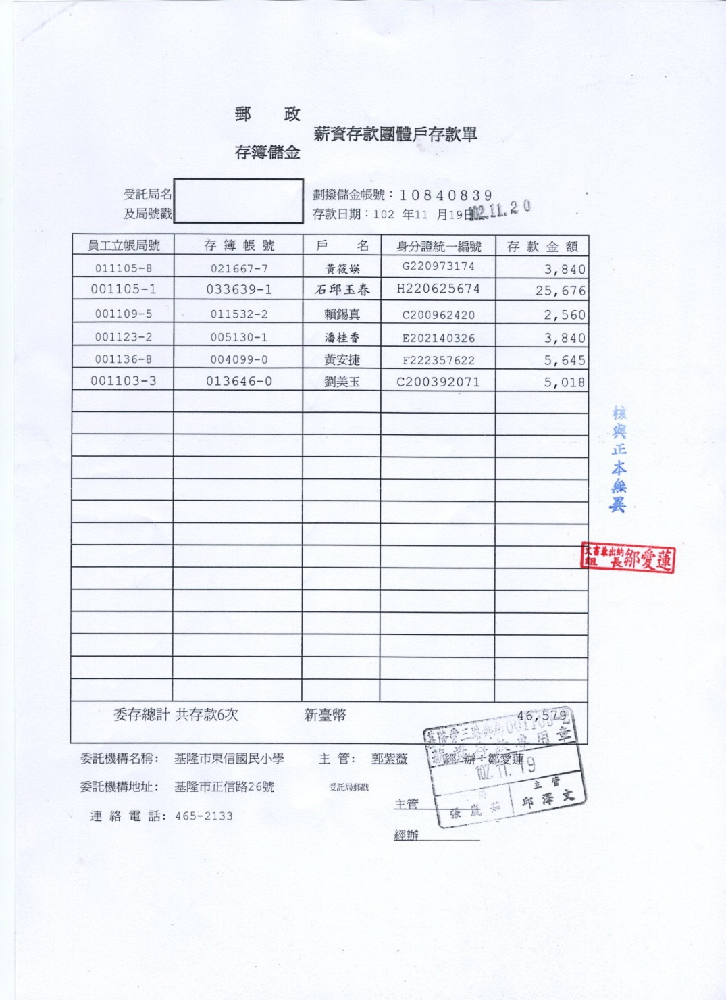 郵 政
薪資存款團體戶存款單
存簿儲金
受託局名 劃撥儲金帳號：10840839
及局號戳 存款日期：102 年11 月19日 102.11.20
員工立帳局號 存簿帳號 戶 名 身分證統一編號 存款金額
011105-8 021667-7 黃筱媖 G220973174 3,840
001105-1 033639-1 石邱玉春 H220625674 25,676
001109-5 011532-2 賴錫真 C200962420 2,560
001123-2 005130-1 潘桂香 E202140326 3,840
001136-8 004099-0 黃安捷 F222357622 5,645
001103-3 013646-0 劉美玉 C200392071 5,018
核與正本無異
文書兼出納
組長 鄒愛蓮
委存總計 共存款6次 新臺幣 46,579
基隆愛三路郵局
薪資存款專用章
委託機構名稱： 基隆市東信國民小學 主 管： 郭紫薇 經 辦：鄒愛蓮
102.11.19
委託機構地址： 基隆市正信路26號 受託局郵戳
主管
主管 邱澤文
連 絡 電 話: 465-2133
經辦